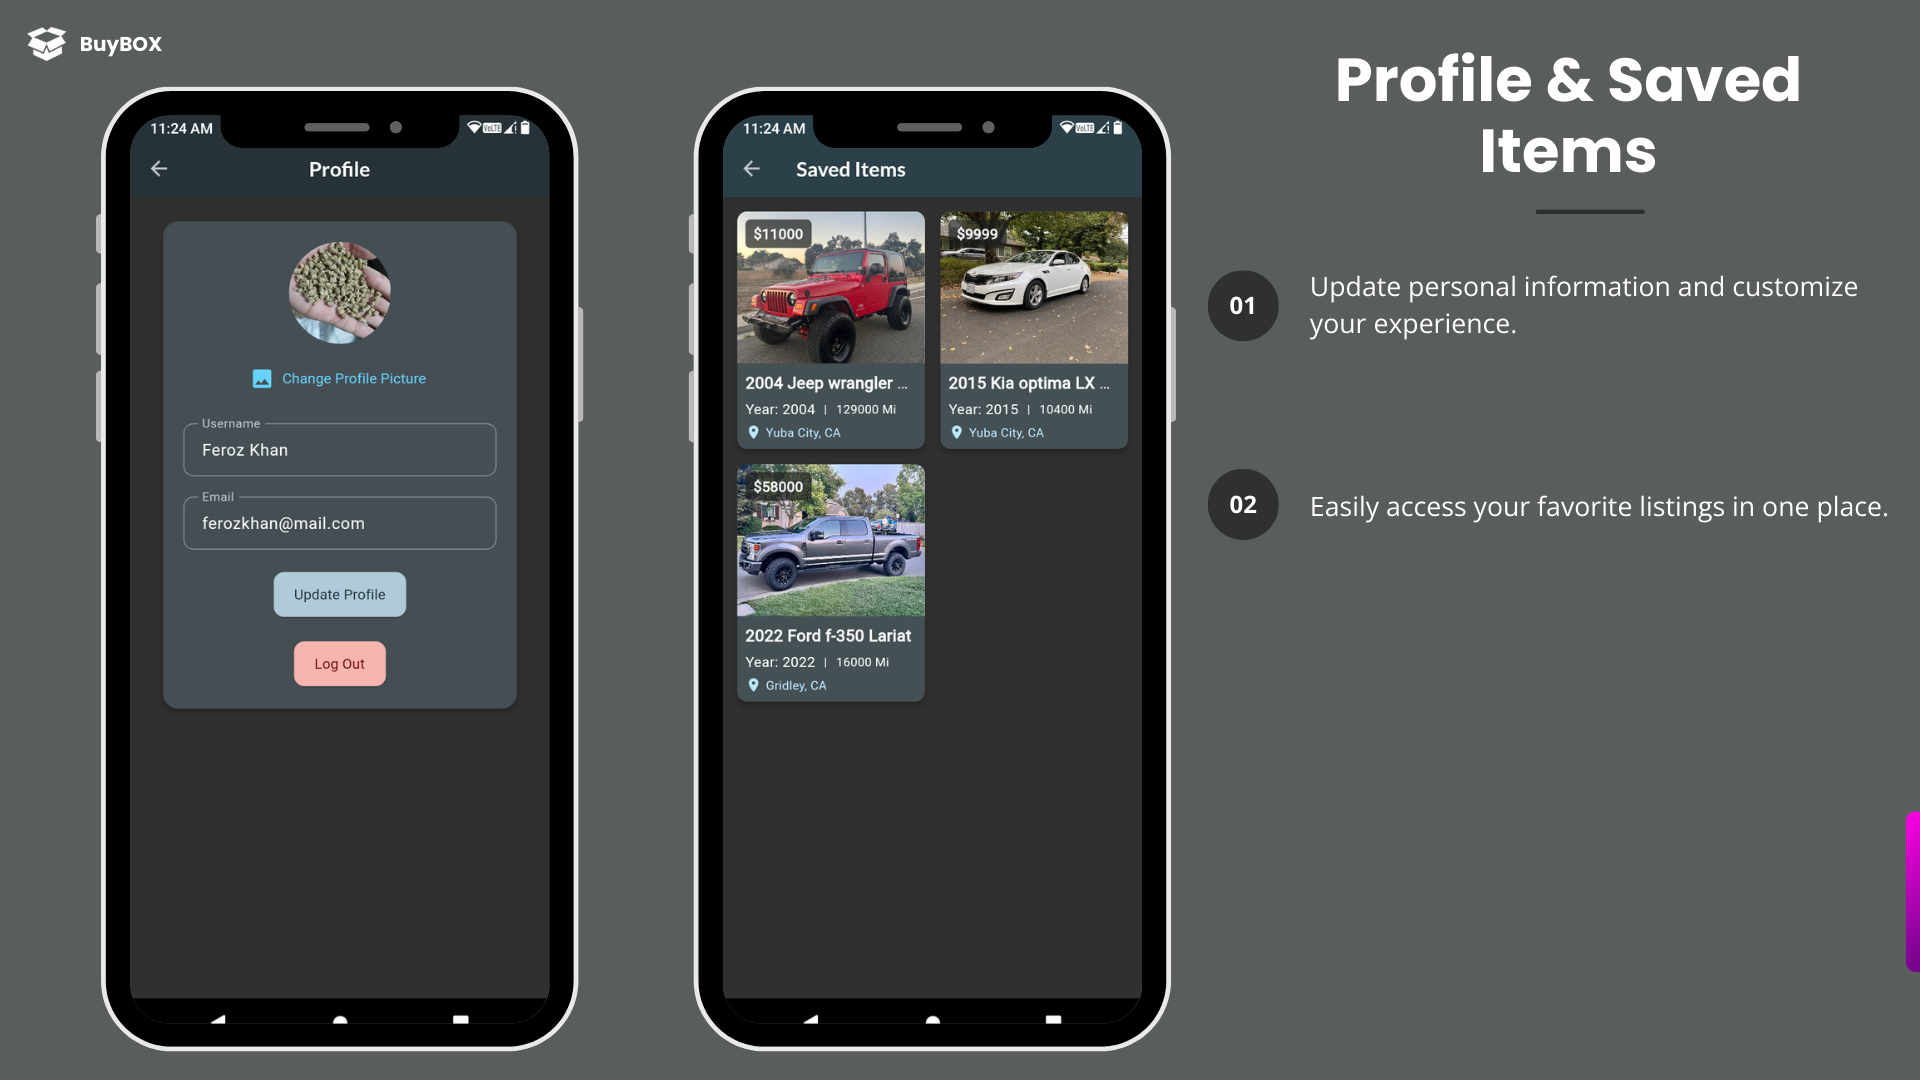 BuyBOX
11:24 AM
VoLTE
Profile
Change Profile Picture
Username
Feroz Khan
Email
ferozkhan@mail.com
Update Profile
Log Out
11:24 AM
VoLTE
Saved Items
$11000
2004 Jeep wrangler ...
Year: 2004 | 129000 Mi
Yuba City, CA
$9999
2015 Kia optima LX ...
Year: 2015 | 10400 Mi
Yuba City, CA
$58000
2022 Ford f-350 Lariat
Year: 2022 | 16000 Mi
Gridley, CA
Profile & Saved
Items
01
Update personal information and customize
your experience.
02
Easily access your favorite listings in one place.